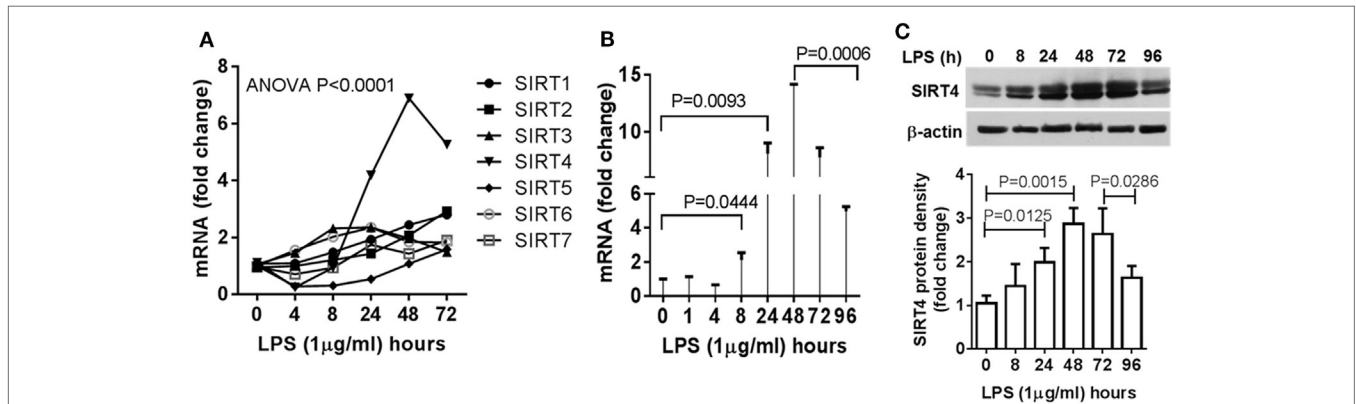 A
mRNA (fold change)
8
6
4
2
0
ANOVA P<0.0001
0 4 8 24 48 72
LPS (1μg/ml) hours
SIRT1
SIRT2
SIRT3
SIRT4
SIRT5
SIRT6
SIRT7
B
mRNA (fold change)
15
10
6
4
2
0
P=0.0006
P=0.0093
P=0.0444
0 1 4 8 24 48 72 96
LPS (1μg/ml) hours
C
LPS (h) 0 8 24 48 72 96
SIRT4
β-actin
SIRT4 protein density
(fold change)
4
3
2
1
0
P=0.0015
P=0.0286
P=0.0125
0 8 24 48 72 96
LPS (1μg/ml) hours